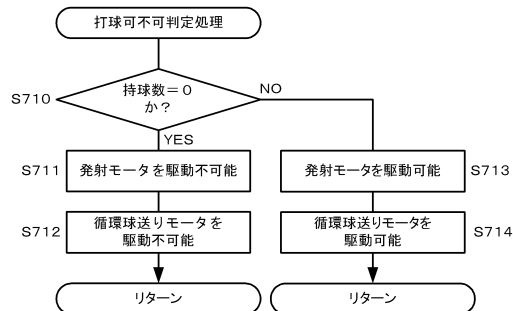 打球可不可判定処理
持球数＝０
か？
S710
NO
YES
S711
発射モータを駆動不可能
発射モータを駆動可能
S713
S712
循環球送りモータを
駆動不可能
循環球送りモータを
駆動可能
S714
リターン
リターン